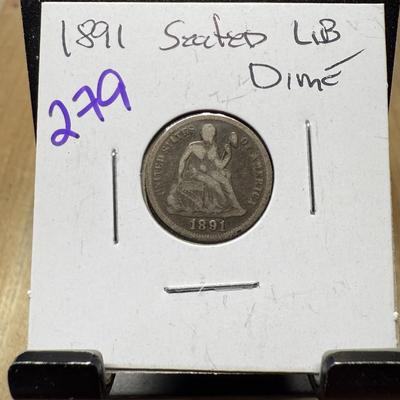 1891 Seated LIB
Dime
279
UNITED STATES OF AMERICA
1891